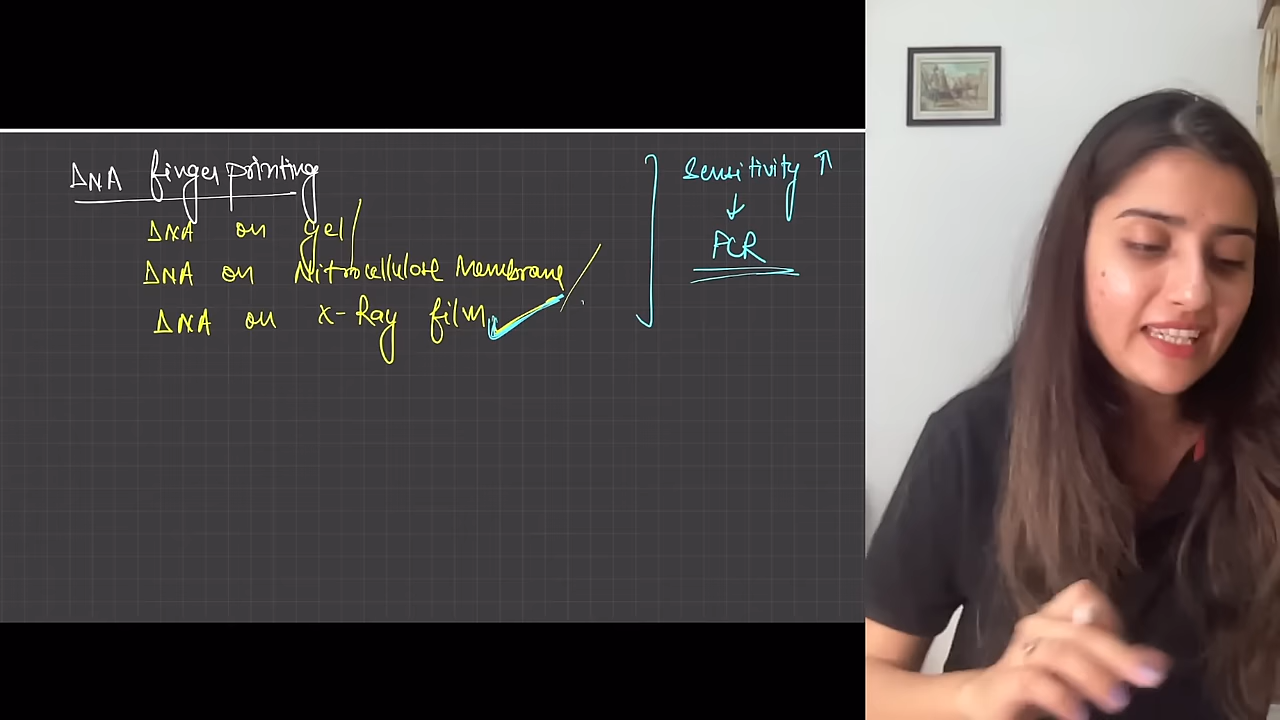 DNA fingerprinting
DNA on gel
DNA on Nitrocellulose Membrane
DNA on X-Ray film
Sensitivity ↑
↓
PCR